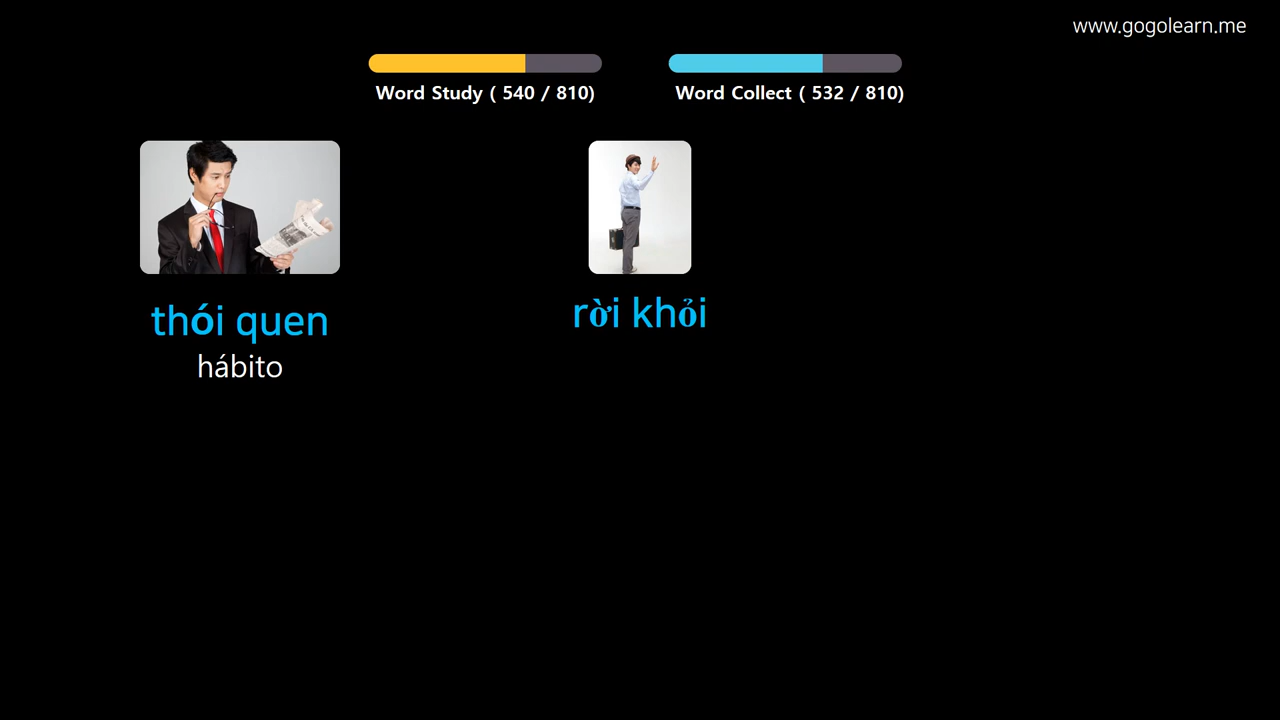 www.gogolearn.me
Word Study ( 540 / 810)
Word Collect ( 532 / 810)
thói quen
hábito
rời khỏi